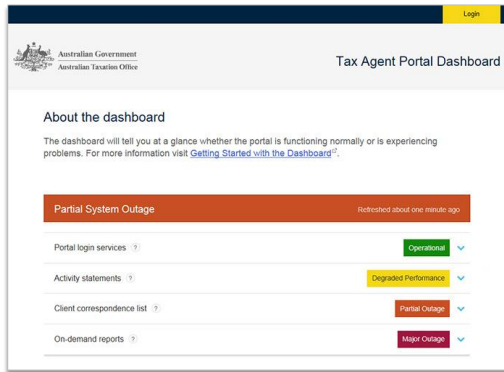 Login
Australian Government
Australian Taxation Office
Tax Agent Portal Dashboard
About the dashboard
The dashboard will tell you at a glance whether the portal is functioning normally or is experiencing
problems. For more information visit Getting Started with the Dashboard.
Partial System Outage Refreshed about one minute ago
Portal login services ? Operational
Activity statements ? Degraded Performance
Client correspondence list ? Partial Outage
On-demand reports ? Major Outage